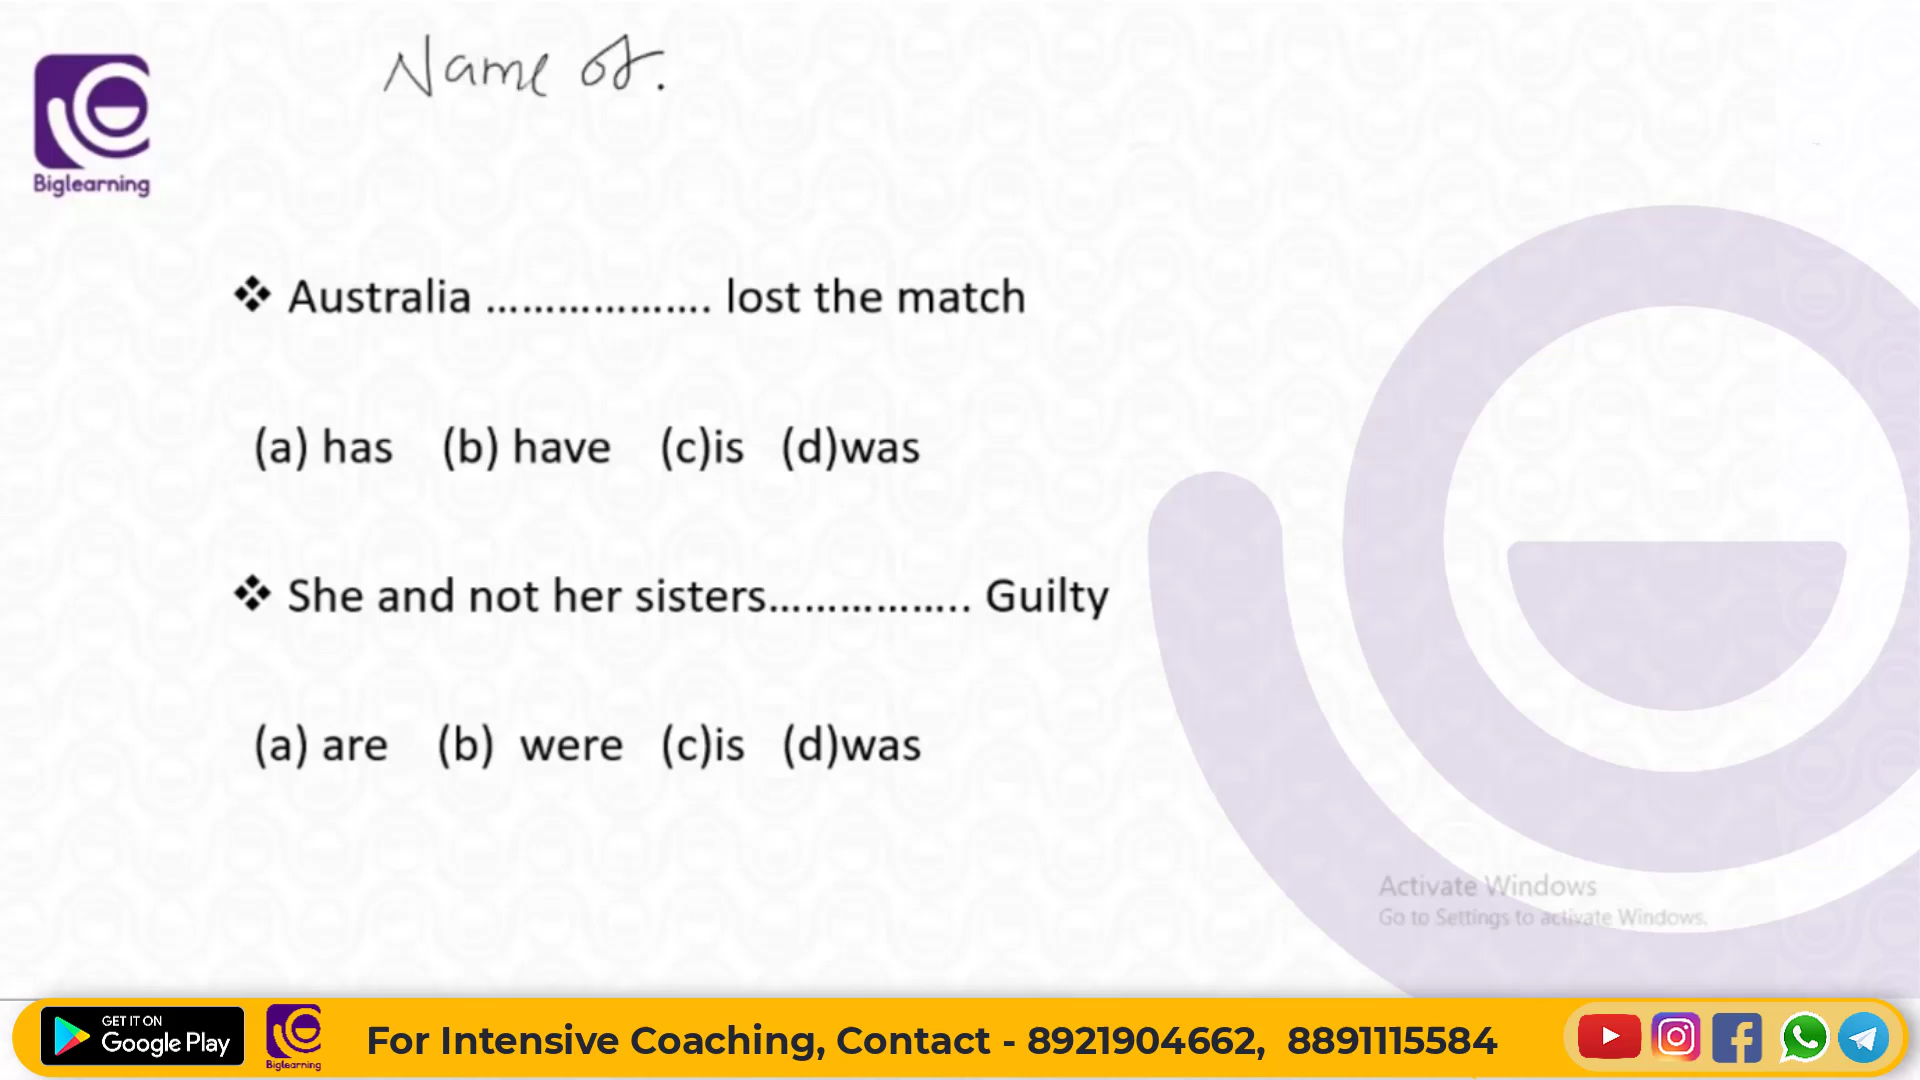 Name of.
Biglearning
❖ Australia ………………. lost the match
(a) has (b) have (c)is (d)was
❖ She and not her sisters…………….. Guilty
(a) are (b) were (c)is (d)was
Activate Windows
Go to Settings to activate Windows.
GET IT ON
Google Play
Biglearning
For Intensive Coaching, Contact - 8921904662, 8891115584